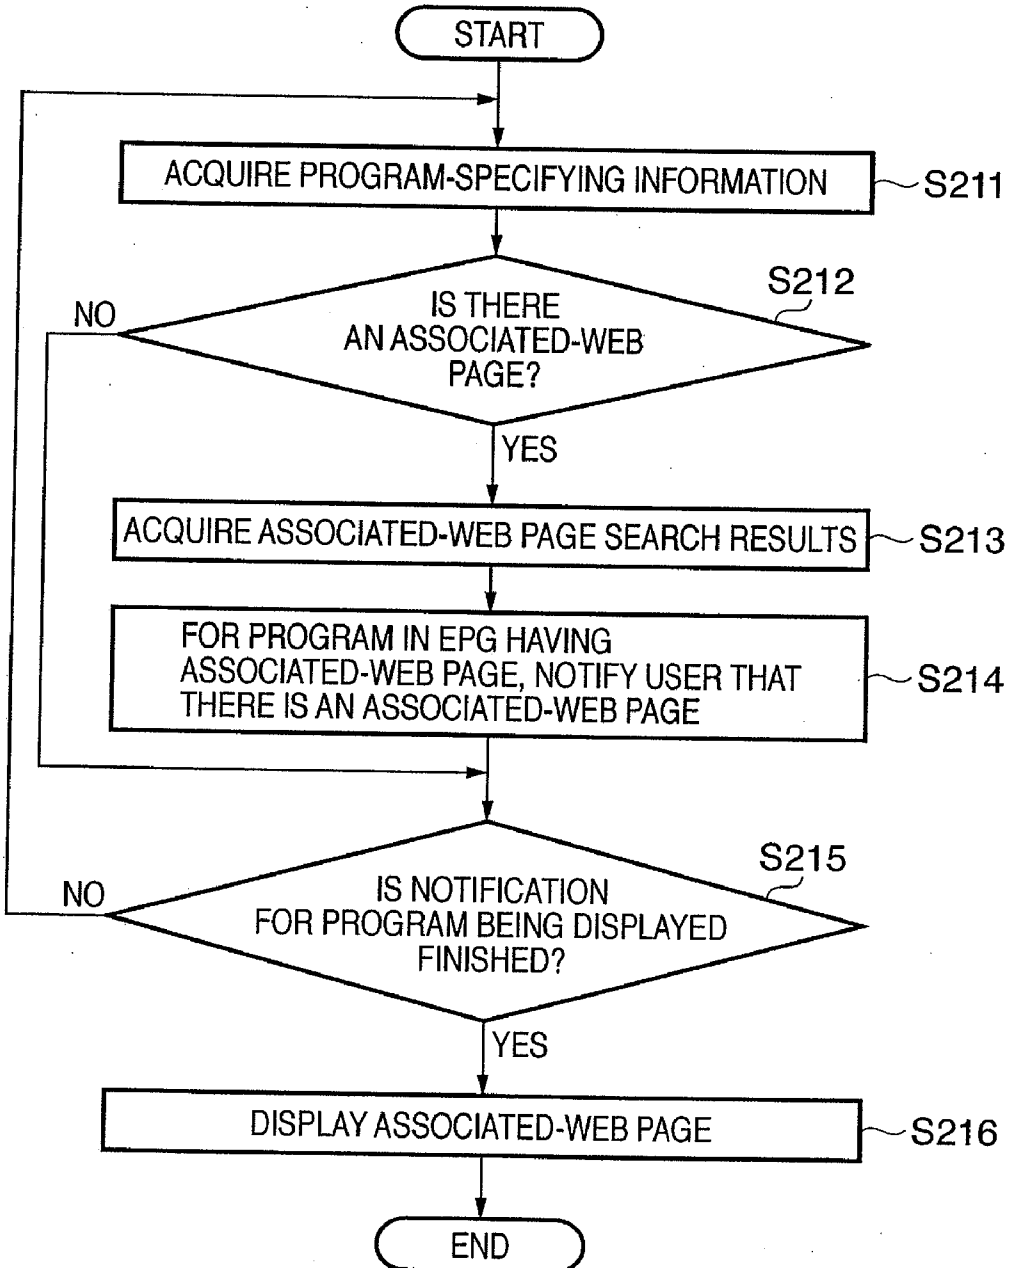 START
ACQUIRE PROGRAM-SPECIFYING INFORMATION
S211
S212
IS THERE
AN ASSOCIATED-WEB
PAGE?
NO
YES
ACQUIRE ASSOCIATED-WEB PAGE SEARCH RESULTS
S213
FOR PROGRAM IN EPG HAVING
ASSOCIATED-WEB PAGE, NOTIFY USER THAT
THERE IS AN ASSOCIATED-WEB PAGE
S214
S215
IS NOTIFICATION
FOR PROGRAM BEING DISPLAYED
FINISHED?
NO
YES
DISPLAY ASSOCIATED-WEB PAGE
S216
END